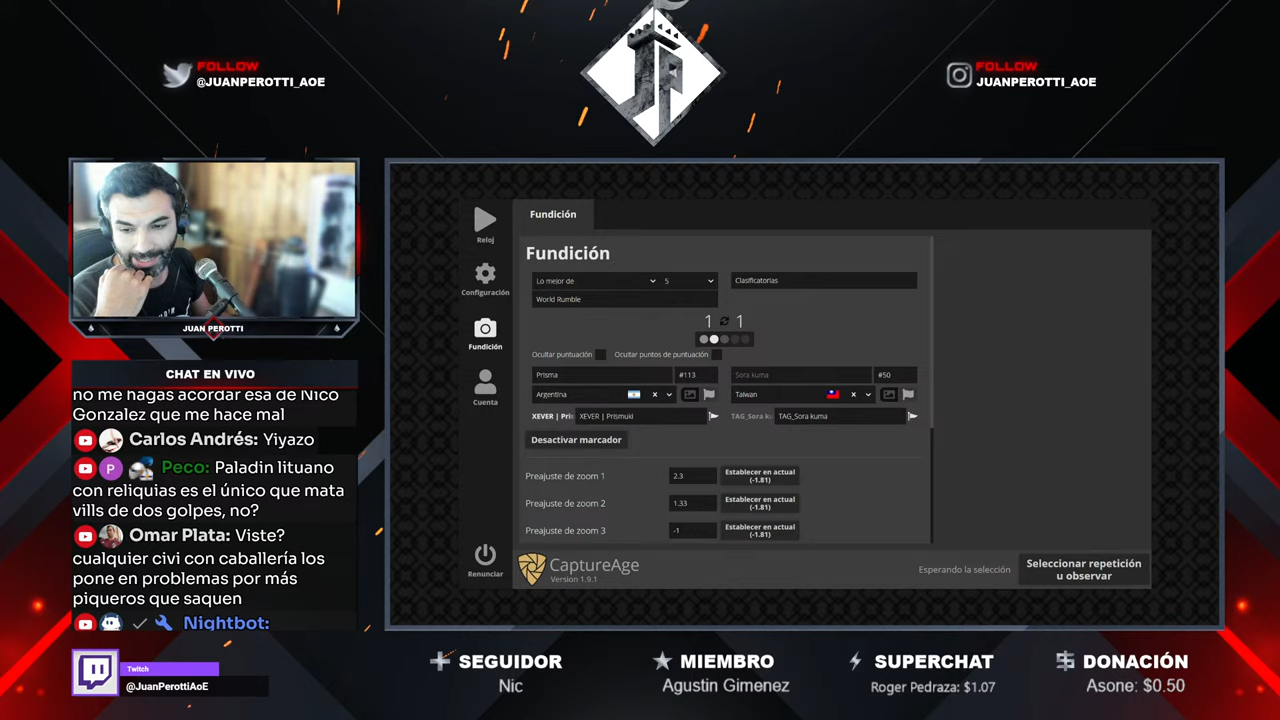 FOLLOW
@JUANPEROTTI_AOE
FOLLOW
JUANPEROTTI_AOE
JP
JUAN PEROTTI
CHAT EN VIVO
no me hagas acordar esa de Nico
Gonzalez que me hace mal
Carlos Andrés: Yiyazo
P Peco: Paladin lituano
con reliquias es el único que mata
vills de dos golpes, no?
Omar Plata: Viste?
cualquier civi con caballería los
pone en problemas por más
piqueros que saquen
Nightbot:
Twitch
@JuanPerottiAoE
Reloj
Configuración
Fundición
Cuenta
Renunciar
Fundición
Fundición
Lo mejor de 5 Clasificatorias
World Rumble
1 1
Ocultar puntuación Ocultar puntos de puntuación
Prisma #113 Sora kuma #50
Argentina × Taiwan ×
XEVER | Pri XEVER | Prismuki TAG_Sora ku TAG_Sora kuma
Desactivar marcador
Preajuste de zoom 1 2.3 Establecer en actual
(-1.81)
Preajuste de zoom 2 1.33 Establecer en actual
(-1.81)
Preajuste de zoom 3 -1 Establecer en actual
(-1.81)
CaptureAge
Version 1.9.1
Esperando la selección
Seleccionar repetición
u observar
SEGUIDOR
Nic
MIEMBRO
Agustin Gimenez
SUPERCHAT
Roger Pedraza: $1.07
DONACIÓN
Asone: $0.50